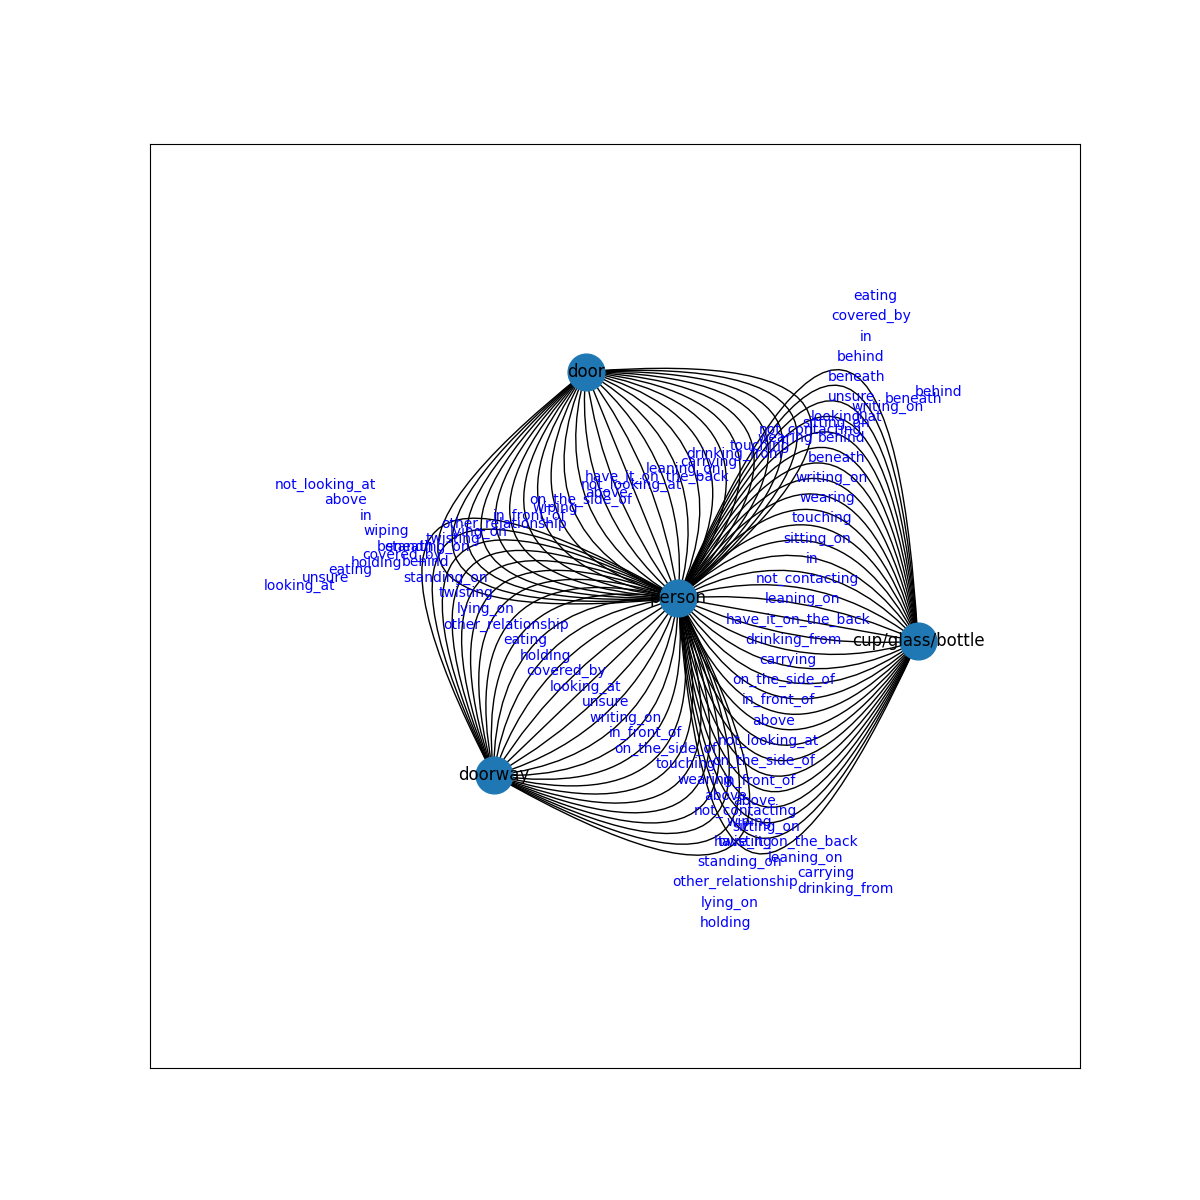 eating
covered_by
in
behind
beneath
door
unsure
behind
beneath
writing_on
looking_at
sitting_on
not_contacting
wearing
behind
touching
drinking_from
beneath
carrying
leaning_on
have_it_on_the_back
writing_on
not_looking_at
not_looking_at
above
wearing
above
on_the_side_of
wiping
in
in_front_of
touching
other_relationship
wiping
lying_on
twisting
sitting_on
beneath
standing_on
covered_by
in
holding
behind
eating
unsure
standing_on
not_contacting
looking_at
twisting
person
leaning_on
lying_on
have_it_on_the_back
other_relationship
eating
drinking_from
cup/glass/bottle
holding
carrying
covered_by
on_the_side_of
looking_at
unsure
in_front_of
writing_on
above
in_front_of
not_looking_at
on_the_side_of
on_the_side_of
touching
doorway
wearing
in_front_of
above
above
not_contacting
wiping
sitting_on
have_it_on_the_back
twisting
leaning_on
standing_on
carrying
other_relationship
drinking_from
lying_on
holding